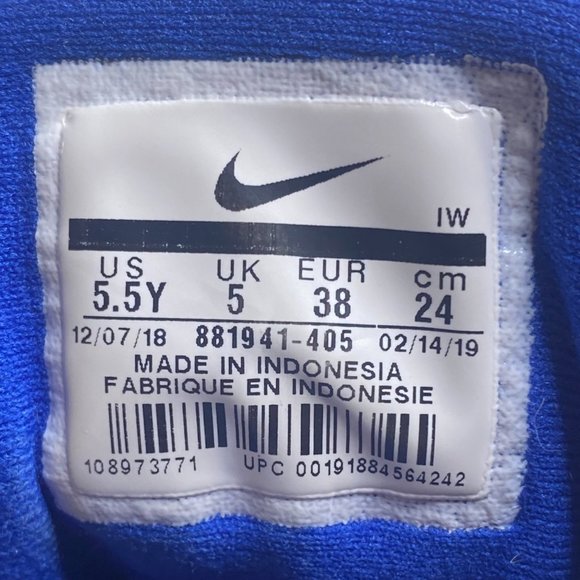 IW
US UK EUR cm
5.5Y 5 38 24
12/07/18 881941-405 02/14/19
MADE IN INDONESIA
FABRIQUE EN INDONESIE
108973771 UPC 00191884564242